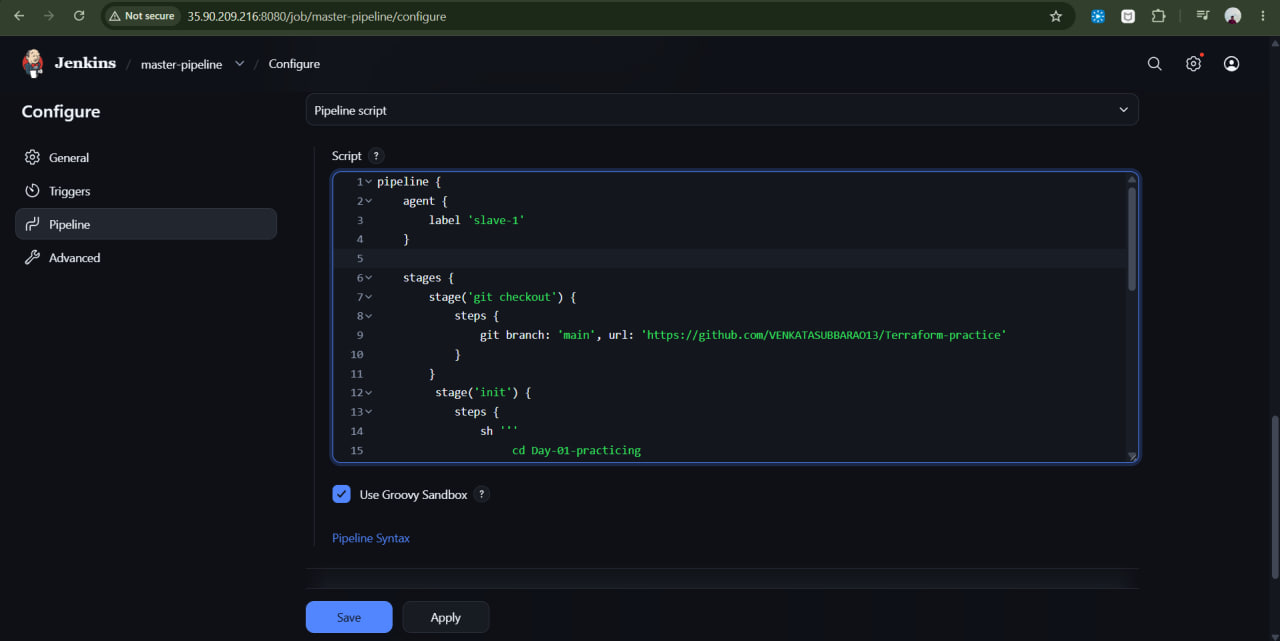 Not secure 35.90.209.216:8080/job/master-pipeline/configure
Jenkins / master-pipeline / Configure
Configure
General
Triggers
Pipeline
Advanced
Pipeline script
Script ?
1 pipeline {
2     agent {
3         label 'slave-1'
4     }
5
6     stages {
7         stage('git checkout') {
8             steps {
9                 git branch: 'main', url: 'https://github.com/VENKATASUBBARAO13/Terraform-practice'
10             }
11         }
12          stage('init') {
13             steps {
14                 sh '''
15                      cd Day-01-practicing
Use Groovy Sandbox ?
Pipeline Syntax
Save Apply